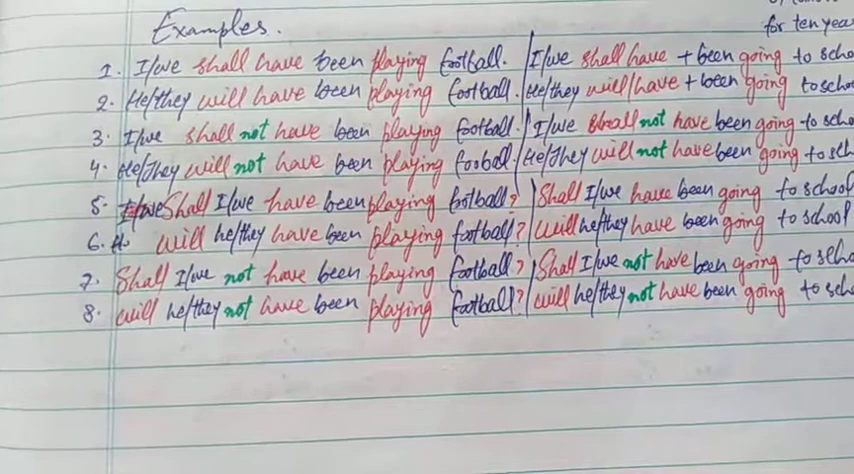 Examples.
for ten year
1. I/we shall have been playing football. I/we shall have + been going to scho
2. He/they will have been playing football. He/they will have + been going to scho
3. I/we shall not have been playing football. I/we shall not have been going to scho
4. He/they will not have been playing foosball. He/they will not have been going to sch
5. Shall I/we have been playing football? Shall I/we have been going to school
6. will he/they have been playing football? will he/they have been going to school
7. Shall I/we not have been playing football? Shall I/we not have been going to scho
8. will he/they not have been playing football? will he/they not have been going to sch